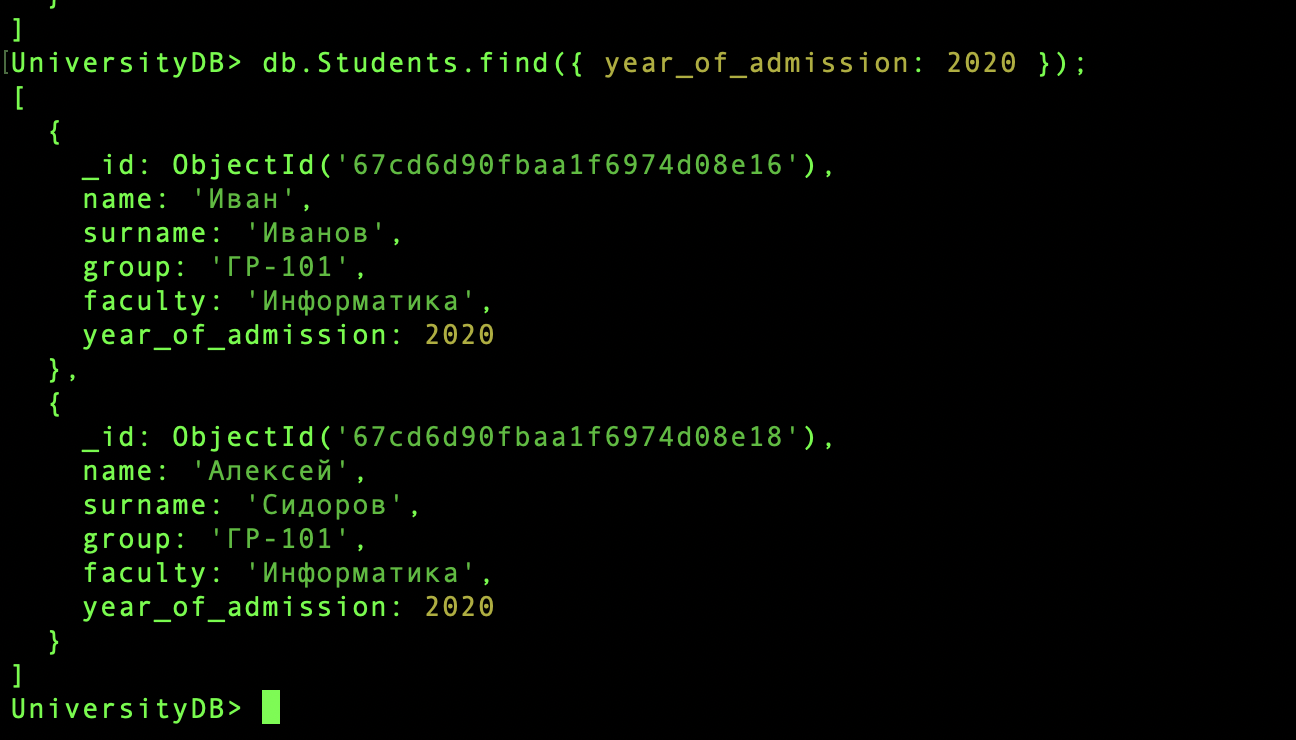 }
]
UniversityDB> db.Students.find({ year_of_admission: 2020 });
[
  {
    _id: ObjectId('67cd6d90fbaa1f6974d08e16'),
    name: 'Иван',
    surname: 'Иванов',
    group: 'ГР-101',
    faculty: 'Информатика',
    year_of_admission: 2020
  },
  {
    _id: ObjectId('67cd6d90fbaa1f6974d08e18'),
    name: 'Алексей',
    surname: 'Сидоров',
    group: 'ГР-101',
    faculty: 'Информатика',
    year_of_admission: 2020
  }
]
UniversityDB>